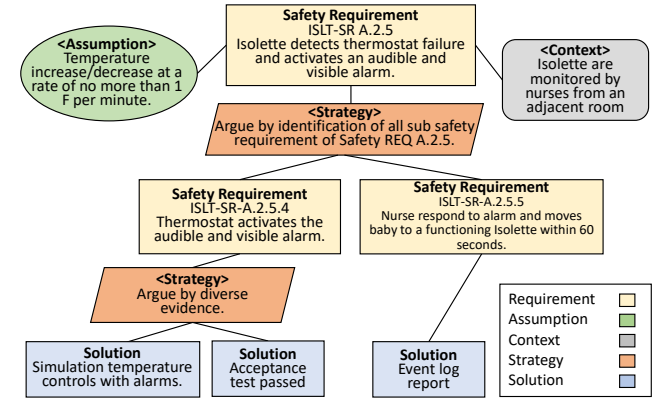 Safety Requirement
ISLT-SR A.2.5
Isolette detects thermostat failure
and activates an audible and
visible alarm.
<Assumption>
Temperature
increase/decrease at a
rate of no more than 1
F per minute.
<Context>
Isolette are
monitored by
nurses from an
adjacent room
<Strategy>
Argue by identification of all sub safety
requirement of Safety REQ A.2.5.
Safety Requirement
ISLT-SR-A.2.5.4
Thermostat activates the
audible and visible alarm.
Safety Requirement
ISLT-SR-A.2.5.5
Nurse respond to alarm and moves
baby to a functioning Isolette within 60
seconds.
<Strategy>
Argue by diverse
evidence.
Solution
Simulation temperature
controls with alarms.
Solution
Acceptance
test passed
Solution
Event log
report
Requirement
Assumption
Context
Strategy
Solution